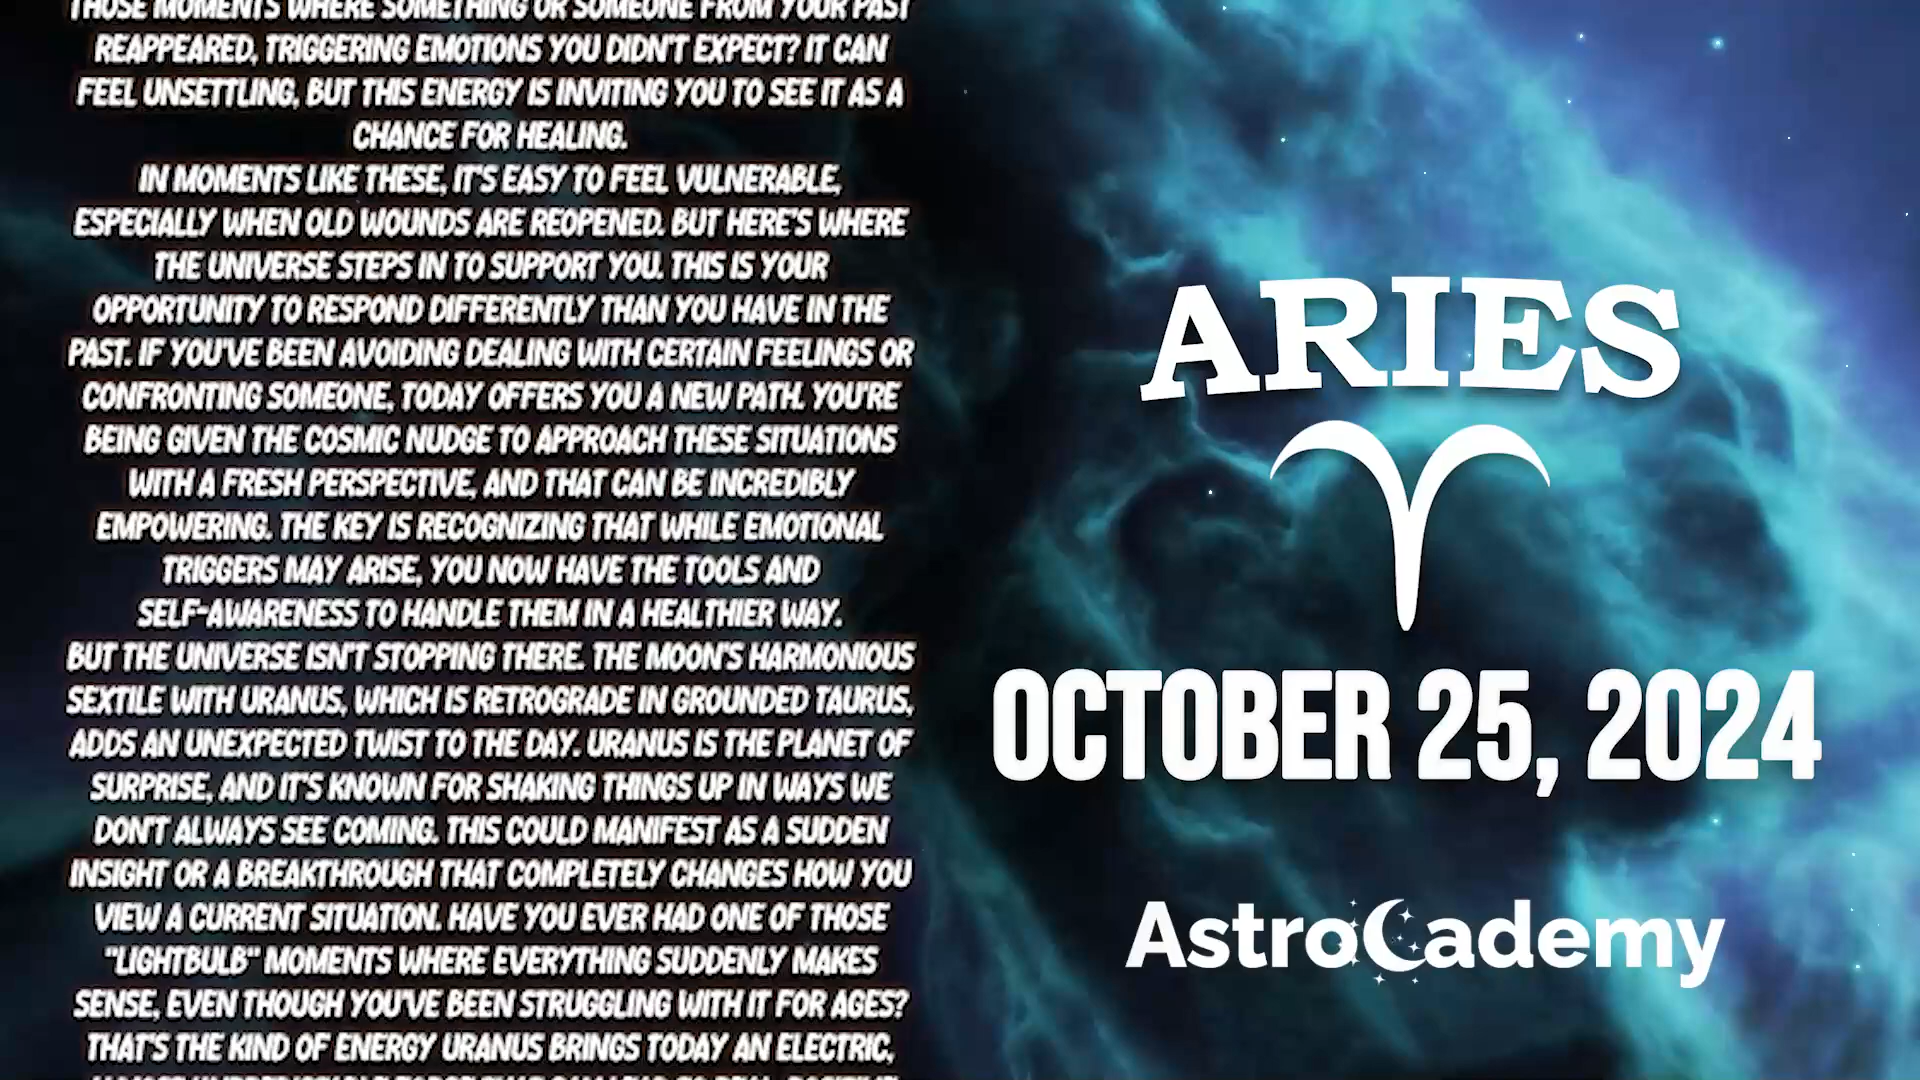 THOSE MOMENTS WHERE SOMETHING OR SOMEONE FROM YOUR PAST
REAPPEARED, TRIGGERING EMOTIONS YOU DIDN'T EXPECT? IT CAN
FEEL UNSETTLING, BUT THIS ENERGY IS INVITING YOU TO SEE IT AS A
CHANCE FOR HEALING.
IN MOMENTS LIKE THESE, IT'S EASY TO FEEL VULNERABLE,
ESPECIALLY WHEN OLD WOUNDS ARE REOPENED. BUT HERE'S WHERE
THE UNIVERSE STEPS IN TO SUPPORT YOU. THIS IS YOUR
OPPORTUNITY TO RESPOND DIFFERENTLY THAN YOU HAVE IN THE
PAST. IF YOU'VE BEEN AVOIDING DEALING WITH CERTAIN FEELINGS OR
CONFRONTING SOMEONE, TODAY OFFERS YOU A NEW PATH. YOU'RE
BEING GIVEN THE COSMIC NUDGE TO APPROACH THESE SITUATIONS
WITH A FRESH PERSPECTIVE, AND THAT CAN BE INCREDIBLY
EMPOWERING. THE KEY IS RECOGNIZING THAT WHILE EMOTIONAL
TRIGGERS MAY ARISE, YOU NOW HAVE THE TOOLS AND
SELF-AWARENESS TO HANDLE THEM IN A HEALTHIER WAY.
BUT THE UNIVERSE ISN'T STOPPING THERE. THE MOON'S HARMONIOUS
SEXTILE WITH URANUS, WHICH IS RETROGRADE IN GROUNDED TAURUS,
ADDS AN UNEXPECTED TWIST TO THE DAY. URANUS IS THE PLANET OF
SURPRISE, AND IT'S KNOWN FOR SHAKING THINGS UP IN WAYS WE
DON'T ALWAYS SEE COMING. THIS COULD MANIFEST AS A SUDDEN
INSIGHT OR A BREAKTHROUGH THAT COMPLETELY CHANGES HOW YOU
VIEW A CURRENT SITUATION. HAVE YOU EVER HAD ONE OF THOSE
"LIGHTBULB" MOMENTS WHERE EVERYTHING SUDDENLY MAKES
SENSE, EVEN THOUGH YOU'VE BEEN STRUGGLING WITH IT FOR AGES?
THAT'S THE KIND OF ENERGY URANUS BRINGS TODAY AN ELECTRIC,
ARIES
OCTOBER 25, 2024
AstroCademy